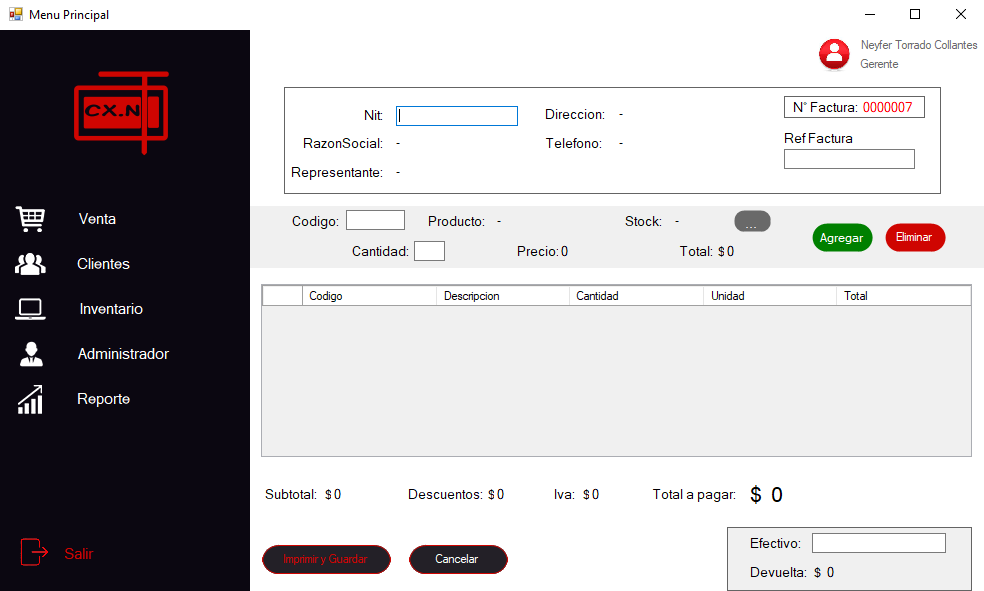 Menu Principal
Neyfer Torrado Collantes
Gerente
CX.N
Venta
Clientes
Inventario
Administrador
Reporte
Salir
Nit:
Direccion: -
N° Factura: 0000007
RazonSocial: -
Telefono: -
Ref Factura
Representante: -
Codigo:
Producto: -
Stock: -
...
Agregar
Eliminar
Cantidad:
Precio: 0
Total: $ 0
Codigo Descripcion Cantidad Unidad Total
Subtotal: $ 0
Descuentos: $ 0
Iva: $ 0
Total a pagar: $ 0
Imprimir y Guardar
Cancelar
Efectivo:
Devuelta: $ 0